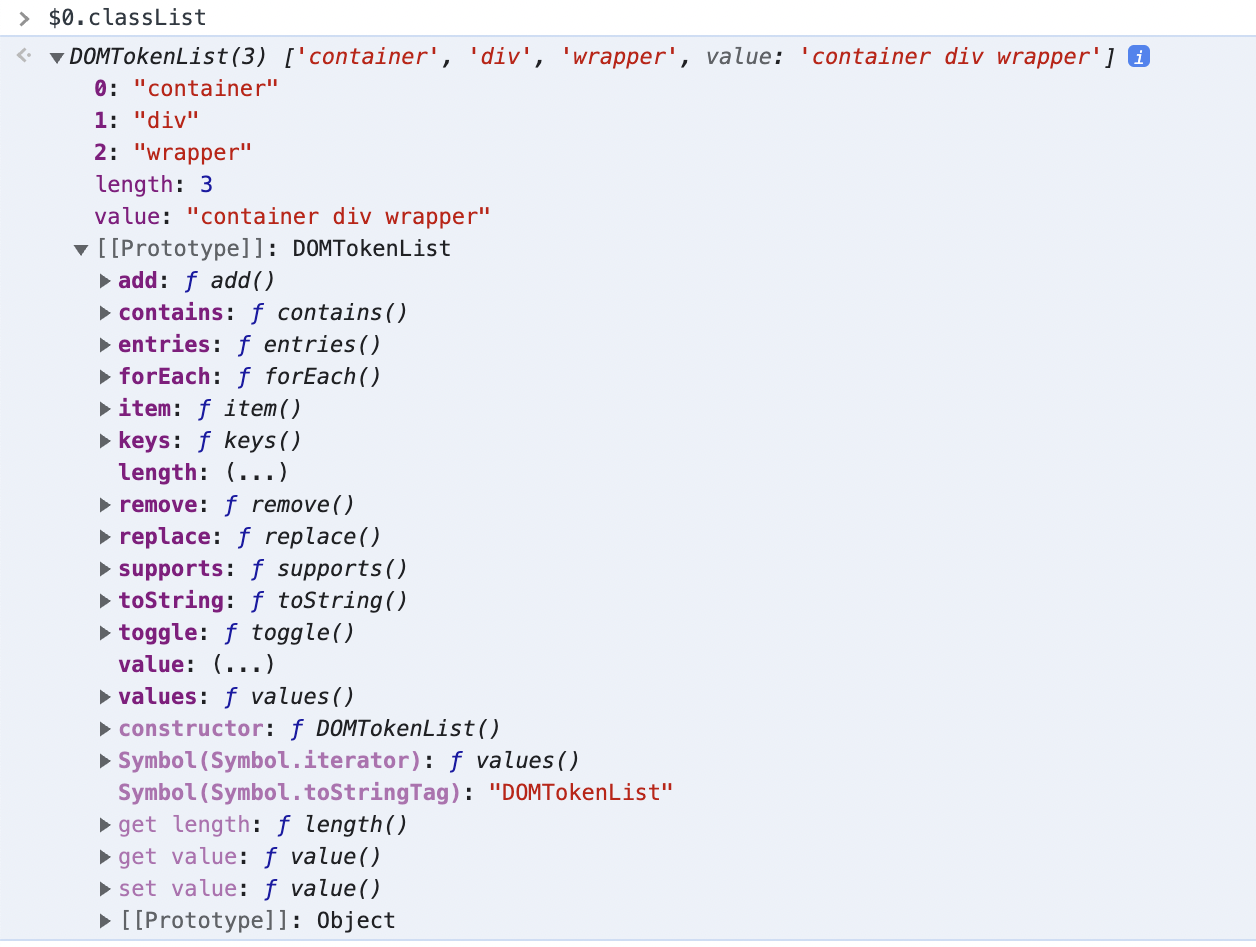 > $0.classList
<· ▼DOMTokenList(3) ['container', 'div', 'wrapper', value: 'container div wrapper'] i
0: "container"
1: "div"
2: "wrapper"
length: 3
value: "container div wrapper"
▼[[Prototype]]: DOMTokenList
▶add: ƒ add()
▶contains: ƒ contains()
▶entries: ƒ entries()
▶forEach: ƒ forEach()
▶item: ƒ item()
▶keys: ƒ keys()
length: (...)
▶remove: ƒ remove()
▶replace: ƒ replace()
▶supports: ƒ supports()
▶toString: ƒ toString()
▶toggle: ƒ toggle()
value: (...)
▶values: ƒ values()
▶constructor: ƒ DOMTokenList()
▶Symbol(Symbol.iterator): ƒ values()
Symbol(Symbol.toStringTag): "DOMTokenList"
▶get length: ƒ length()
▶get value: ƒ value()
▶set value: ƒ value()
▶[[Prototype]]: Object